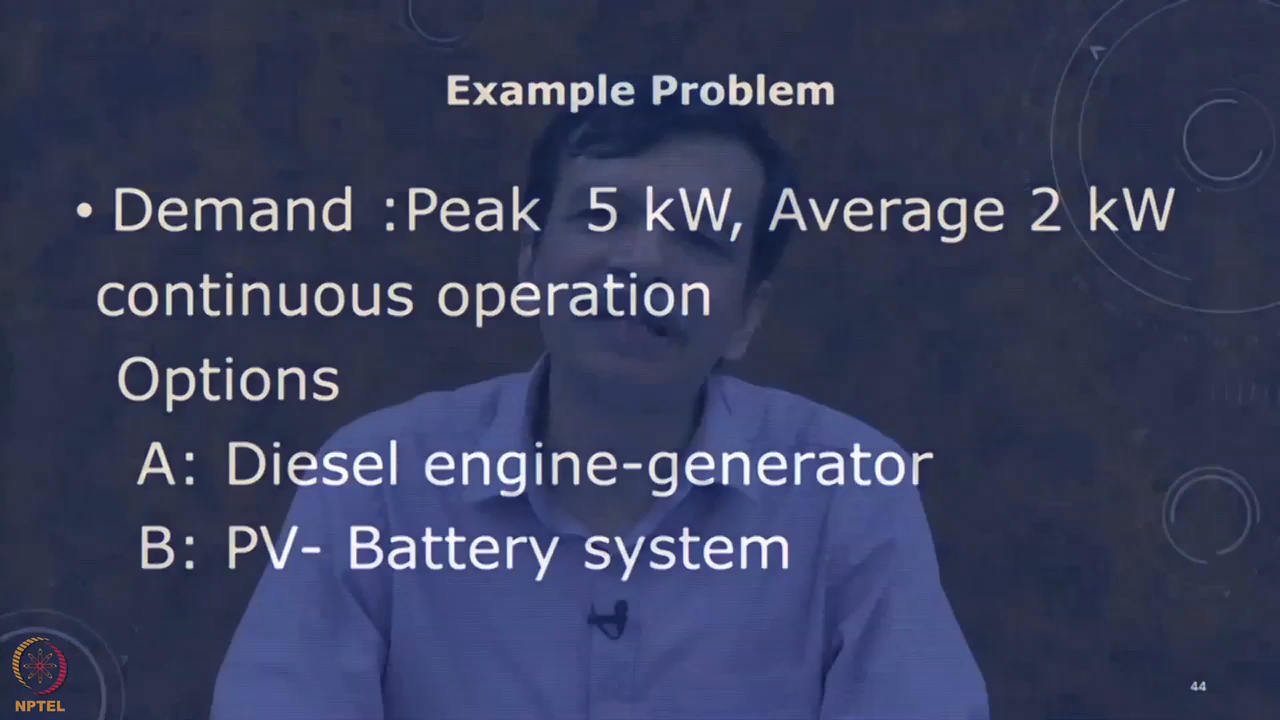 Example Problem
• Demand :Peak 5 kW, Average 2 kW
continuous operation
Options
A: Diesel engine-generator
B: PV- Battery system
NPTEL
44